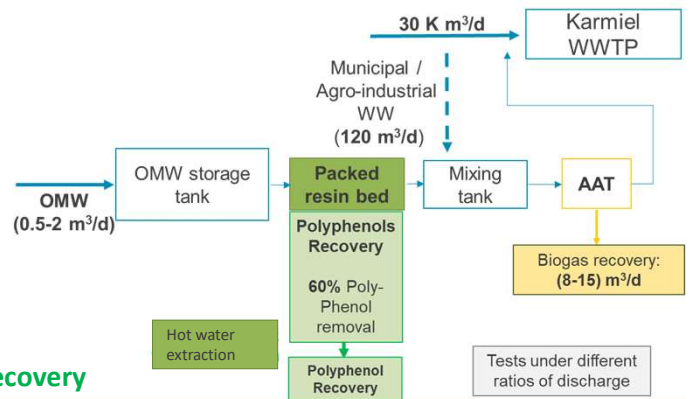 30 K m³/d
Karmiel
WWTP
Municipal /
Agro-industrial
WW
(120 m³/d)
OMW storage
tank
Packed
resin bed
Mixing
tank
AAT
OMW
(0.5-2 m³/d)
Polyphenols
Recovery
60% Poly-
Phenol
removal
Biogas recovery:
(8-15) m³/d
Hot water
extraction
ecovery
Polyphenol
Recovery
Tests under different
ratios of discharge